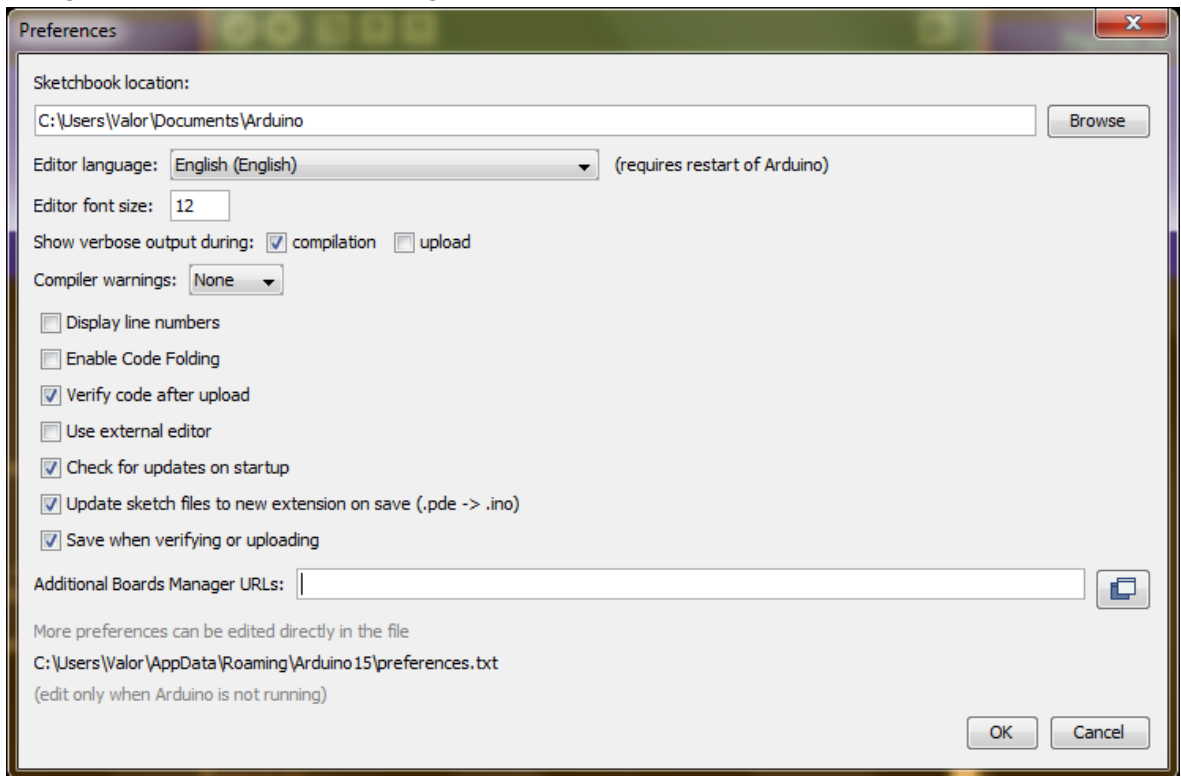 Preferences
Sketchbook location:
C:\Users\Valor\Documents\Arduino Browse
Editor language: English (English) (requires restart of Arduino)
Editor font size: 12
Show verbose output during: compilation upload
Compiler warnings: None
Display line numbers
Enable Code Folding
Verify code after upload
Use external editor
Check for updates on startup
Update sketch files to new extension on save (.pde -> .ino)
Save when verifying or uploading
Additional Boards Manager URLs:
More preferences can be edited directly in the file
C:\Users\Valor\AppData\Roaming\Arduino15\preferences.txt
(edit only when Arduino is not running)
OK Cancel